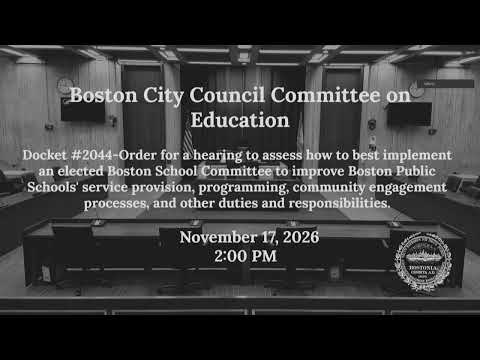 Boston City Council Committee on
Education
Docket #2044-Order for a hearing to assess how to best implement
an elected Boston School Committee to improve Boston Public
Schools' service provision, programming, community engagement
processes, and other duties and responsibilities.
November 17, 2026
2:00 PM
BOSTONIA